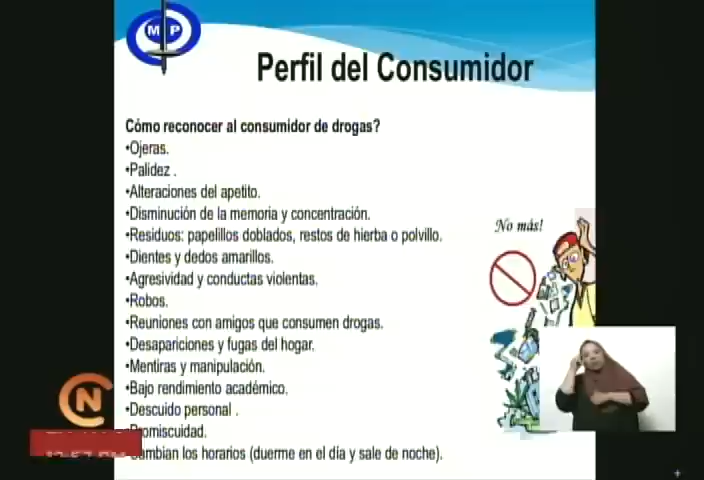 M P
Perfil del Consumidor
Cómo reconocer al consumidor de drogas?
•Ojeras.
•Palidez .
•Alteraciones del apetito.
•Disminución de la memoria y concentración.
•Residuos: papelillos doblados, restos de hierba o polvillo.
•Dientes y dedos amarillos.
•Agresividad y conductas violentas.
•Robos.
•Reuniones con amigos que consumen drogas.
•Desapariciones y fugas del hogar.
•Mentiras y manipulación.
•Bajo rendimiento académico.
•Descuido personal .
romiscuidad.
ambian los horarios (duerme en el día y sale de noche).
No más!
CN